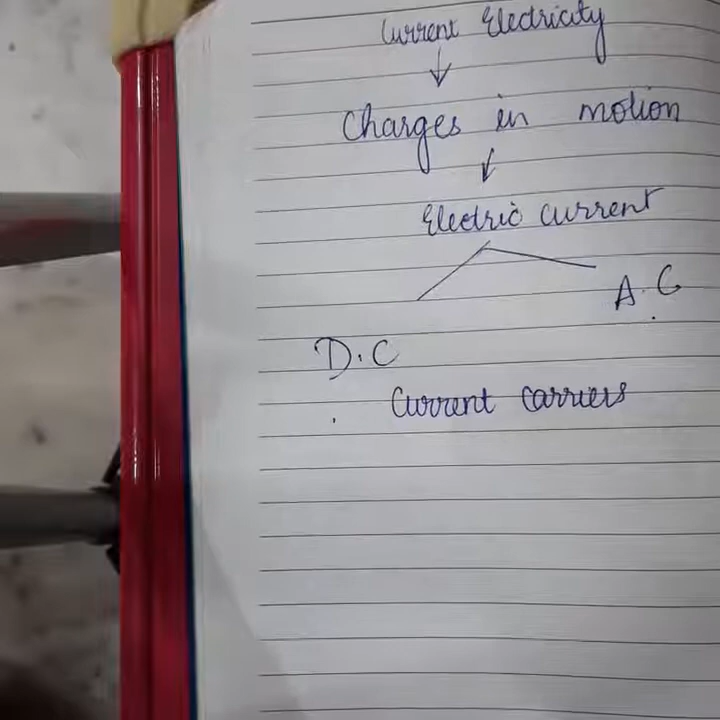 Current Electricity
↓
Charges in motion
↓
Electric current
A.C
D.C
Current carriers